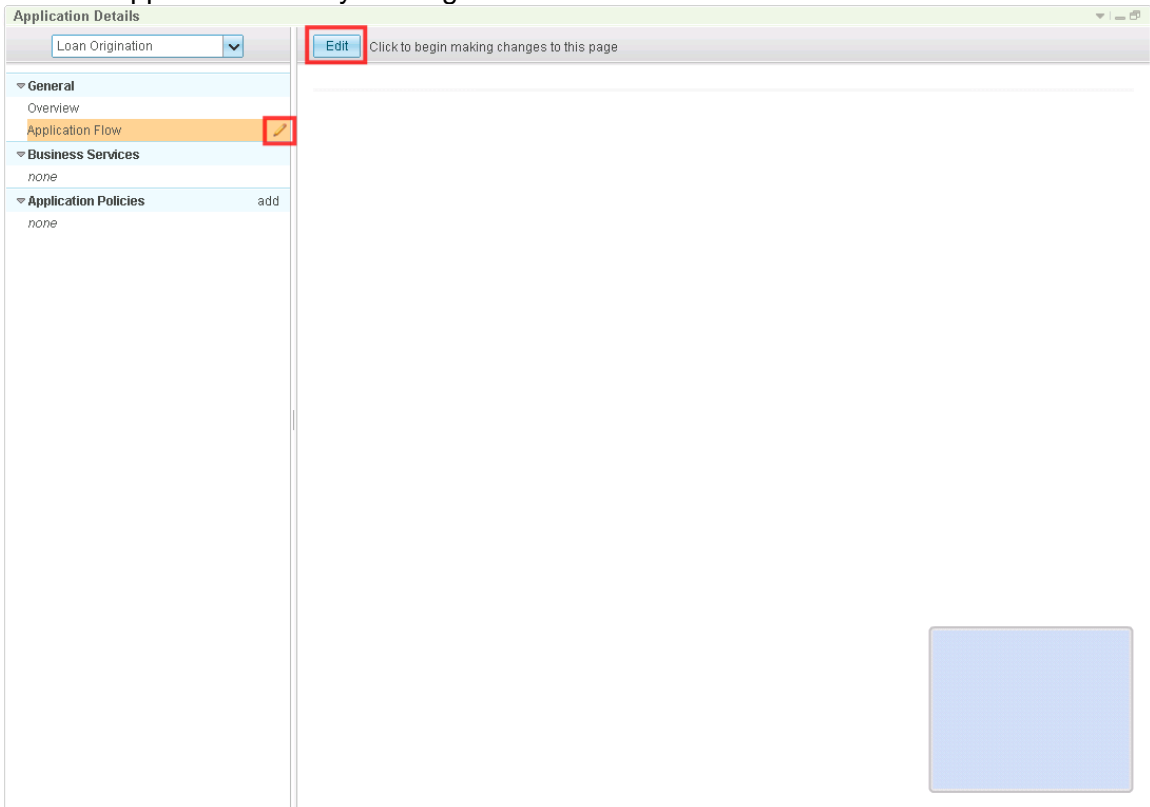 Application Details
Loan Origination
Edit Click to begin making changes to this page
General
Overview
Application Flow
Business Services
none
Application Policies add
none